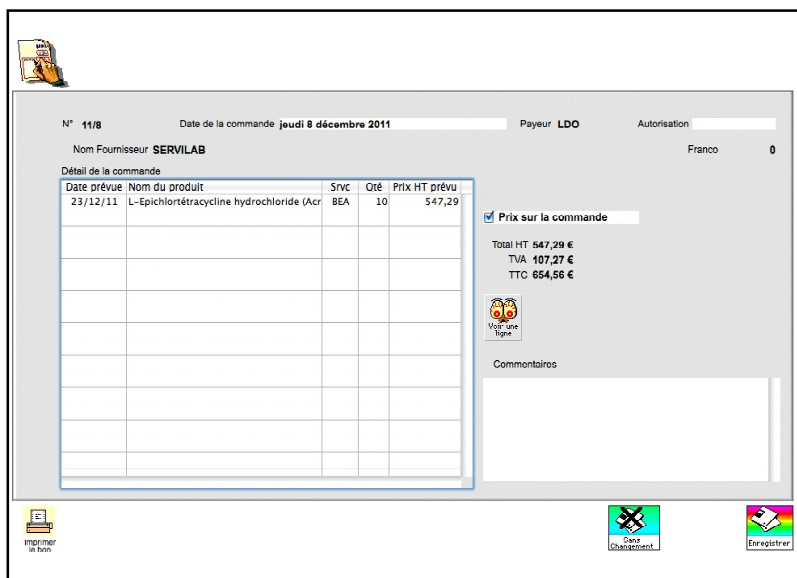 N° 11/8 Date de la commande jeudi 8 décembre 2011 Payeur LDO Autorisation
Nom Fournisseur SERVILAB Franco 0
Détail de la commande
Date prévue Nom du produit Srvc Qté Prix HT prévu
23/12/11 L-Epichlortétracycline hydrochloride (Acr BEA 10 547,29
Prix sur la commande
Total HT 547,29 €
TVA 107,27 €
TTC 654,56 €
Voir une
ligne
Commentaires
Imprimer
le bon
Sans
Changement
Enregistrer